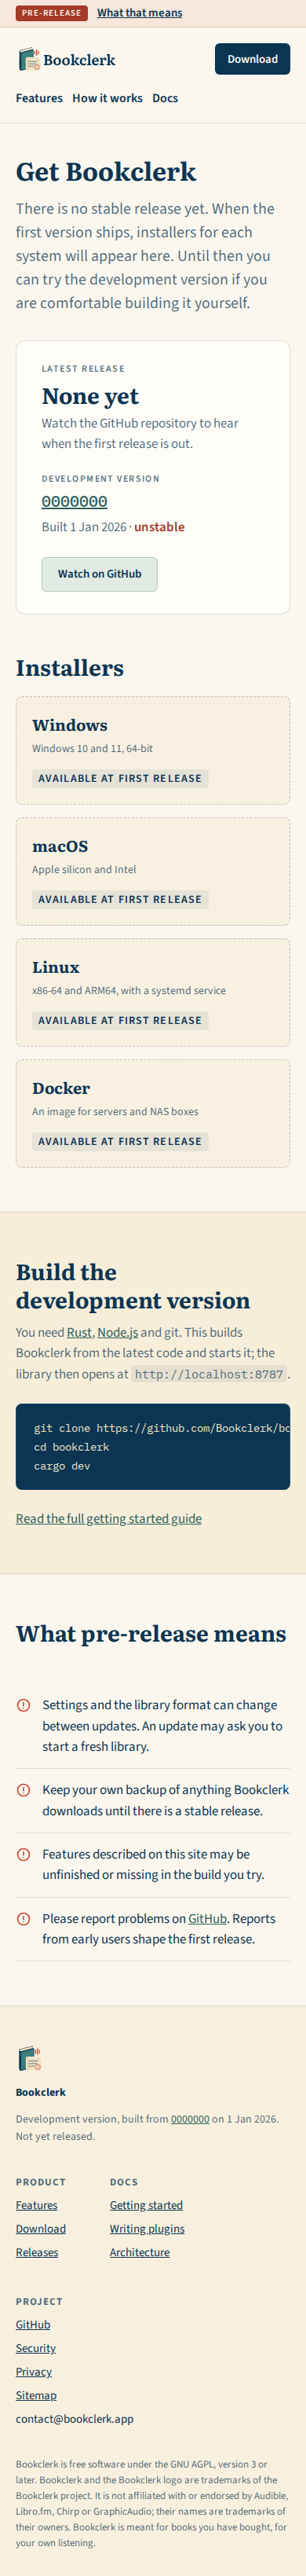 PRE-RELEASE What that means
Bookclerk
Download
Features How it works Docs
Get Bookclerk
There is no stable release yet. When the
first version ships, installers for each
system will appear here. Until then you
can try the development version if you
are comfortable building it yourself.
LATEST RELEASE
None yet
Watch the GitHub repository to hear
when the first release is out.
DEVELOPMENT VERSION
0000000
Built 1 Jan 2026 · unstable
Watch on GitHub
Installers
Windows
Windows 10 and 11, 64-bit
AVAILABLE AT FIRST RELEASE
macOS
Apple silicon and Intel
AVAILABLE AT FIRST RELEASE
Linux
x86-64 and ARM64, with a systemd service
AVAILABLE AT FIRST RELEASE
Docker
An image for servers and NAS boxes
AVAILABLE AT FIRST RELEASE
Build the
development version
You need Rust, Node.js and git. This builds
Bookclerk from the latest code and starts it; the
library then opens at http://localhost:8787.
git clone https://github.com/Bookclerk/bo
cd bookclerk
cargo dev
Read the full getting started guide
What pre-release means
Settings and the library format can change
between updates. An update may ask you to
start a fresh library.
Keep your own backup of anything Bookclerk
downloads until there is a stable release.
Features described on this site may be
unfinished or missing in the build you try.
Please report problems on GitHub. Reports
from early users shape the first release.
Bookclerk
Development version, built from 0000000 on 1 Jan 2026.
Not yet released.
PRODUCT
Features
Download
Releases
DOCS
Getting started
Writing plugins
Architecture
PROJECT
GitHub
Security
Privacy
Sitemap
contact@bookclerk.app
Bookclerk is free software under the GNU AGPL, version 3 or
later. Bookclerk and the Bookclerk logo are trademarks of the
Bookclerk project. It is not affiliated with or endorsed by Audible,
Libro.fm, Chirp or GraphicAudio; their names are trademarks of
their owners. Bookclerk is meant for books you have bought, for
your own listening.